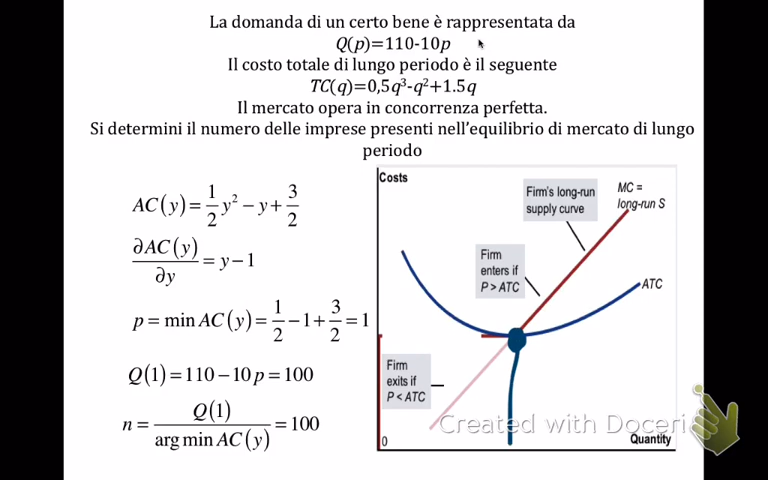 La domanda di un certo bene è rappresentata da
Q(p)=110-10p
Il costo totale di lungo periodo è il seguente
TC(q)=0,5q³-q²+1.5q
Il mercato opera in concorrenza perfetta.
Si determini il numero delle imprese presenti nell'equilibrio di mercato di lungo
periodo
AC(y) = 1/2 y² − y + 3/2
∂AC(y)/∂y = y − 1
p = min AC(y) = 1/2 − 1 + 3/2 = 1
Q(1) = 110 − 10p = 100
n = Q(1)/arg min AC(y) = 100
Costs
Firm's long-run
supply curve
MC =
long-run S
Firm
enters if
P > ATC
ATC
Firm
exits if
P < ATC
0
Quantity
Created with Doceri